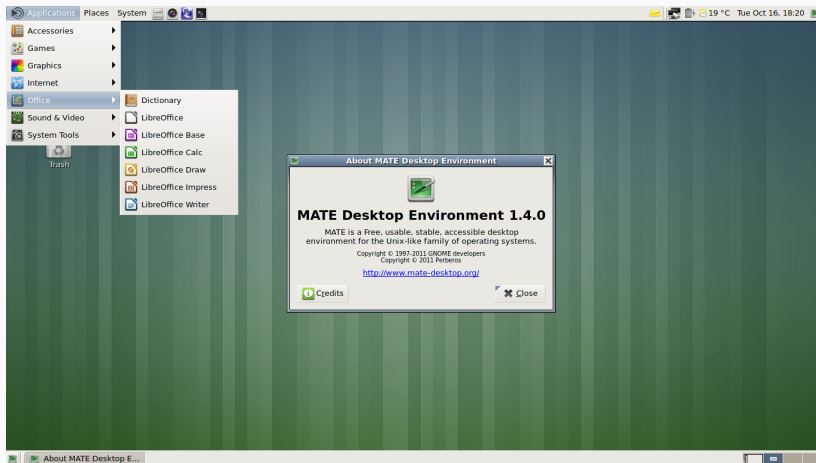 Applications Places System
19 °C Tue Oct 16, 18:20
Accessories
Games
Graphics
Internet
Office
Sound & Video
System Tools
Dictionary
LibreOffice
LibreOffice Base
LibreOffice Calc
LibreOffice Draw
LibreOffice Impress
LibreOffice Writer
Trash
About MATE Desktop Environment
MATE Desktop Environment 1.4.0
MATE is a Free, usable, stable, accessible desktop
environment for the Unix-like family of operating systems.
Copyright © 1997-2011 GNOME developers
Copyright © 2011 Perberos
http://www.mate-desktop.org/
Credits
Close
About MATE Desktop E...